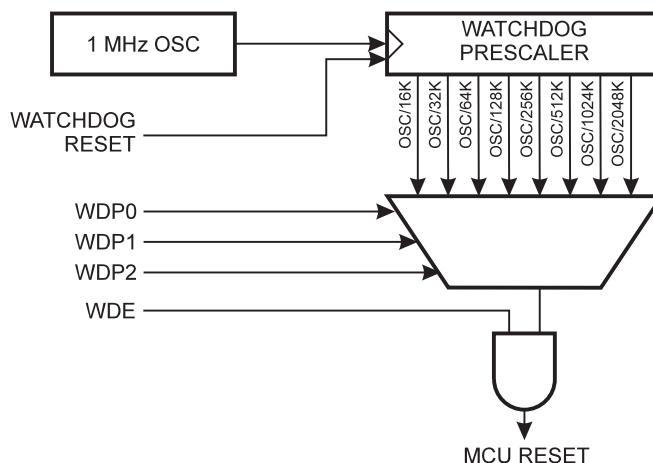 1 MHz OSC
WATCHDOG
PRESCALER
WATCHDOG
RESET
OSC/16K
OSC/32K
OSC/64K
OSC/128K
OSC/256K
OSC/512K
OSC/1024K
OSC/2048K
WDP0
WDP1
WDP2
WDE
MCU RESET